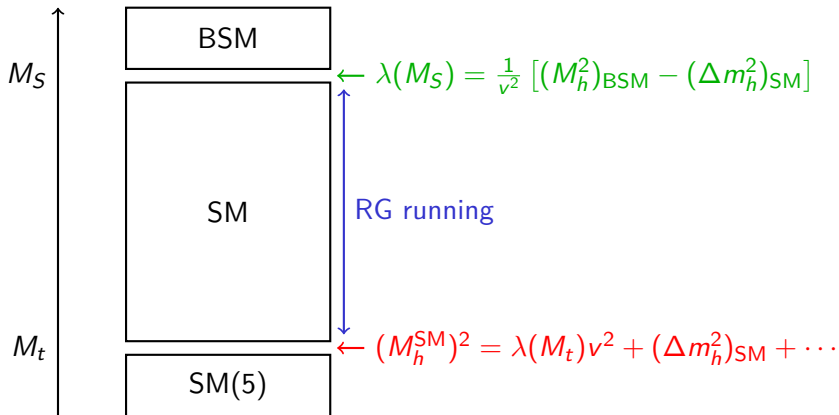 BSM
M_S
← λ(M_S) = 1/v² [(M_h²)_BSM − (Δm_h²)_SM]
SM
RG running
M_t
← (M_h^SM)² = λ(M_t)v² + (Δm_h²)_SM + ⋯
SM(5)